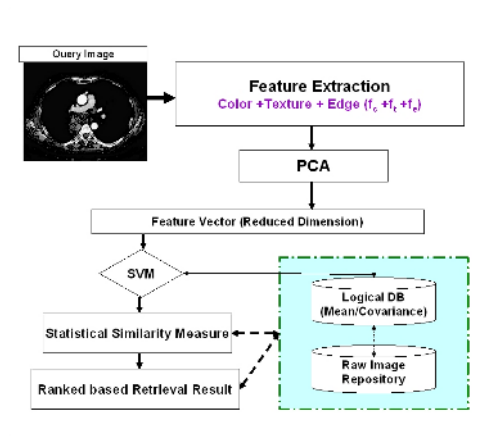 Query Image
Feature Extraction
Color +Texture + Edge (fc +ft +fe)
PCA
Feature Vector (Reduced Dimension)
SVM
Logical DB
(Mean/Covariance)
Statistical Similarity Measure
Raw Image
Repository
Ranked based Retrieval Result